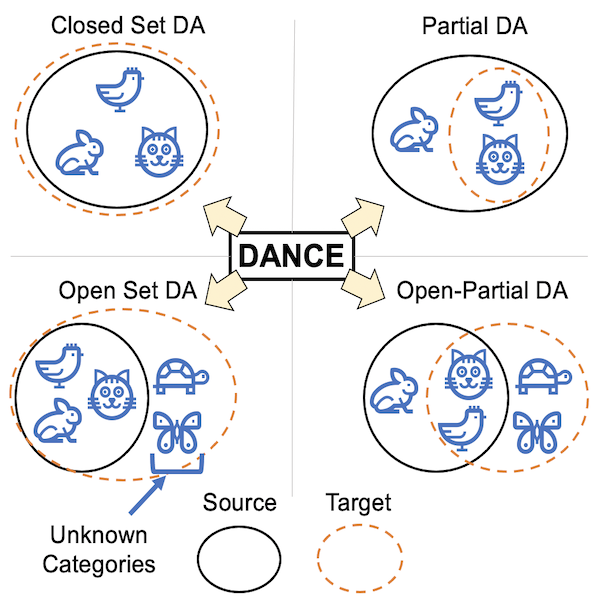 Closed Set DA
Partial DA
DANCE
Open Set DA
Open-Partial DA
Source
Target
Unknown
Categories